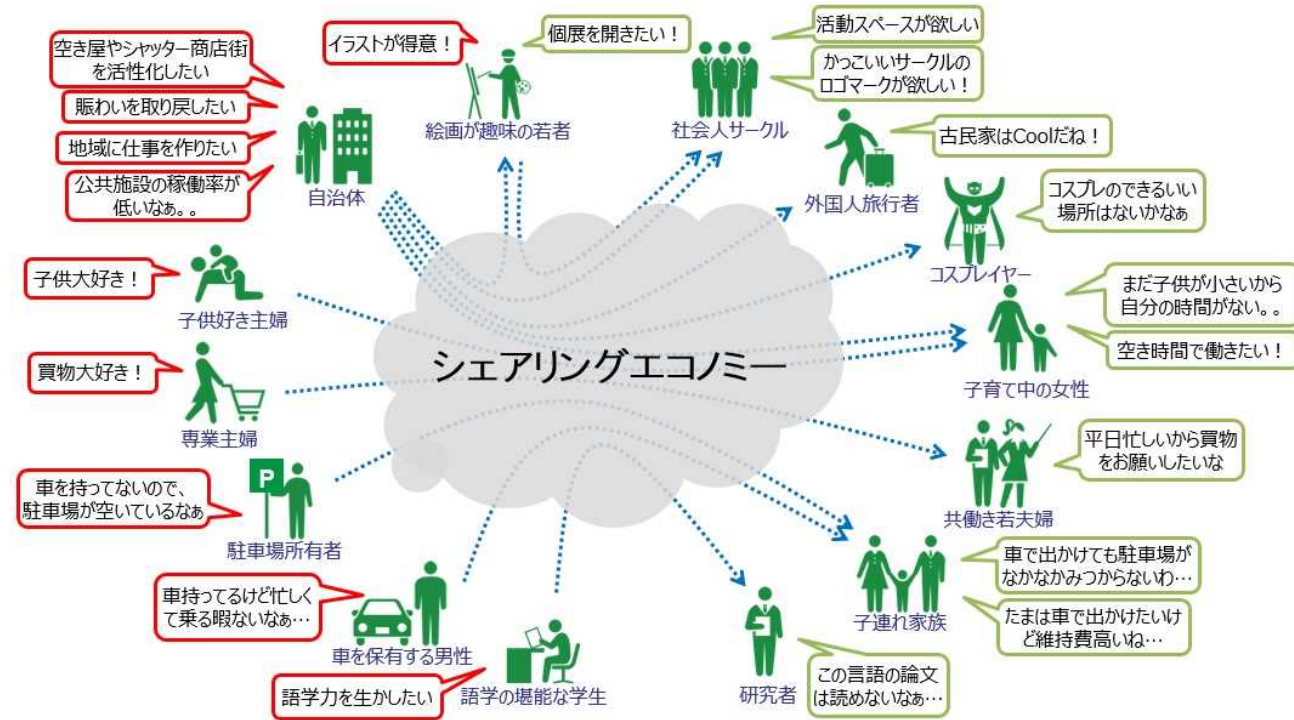 イラストが得意！
個展を開きたい！
活動スペースが欲しい
かっこいいサークルの
ロゴマークが欲しい！
空き屋やシャッター商店街
を活性化したい
賑わいを取り戻したい
地域に仕事を作りたい
公共施設の稼働率が
低いなぁ。。
自治体
絵画が趣味の若者
社会人サークル
古民家はCoolだね！
外国人旅行者
コスプレのできるいい
場所はないかなぁ
コスプレイヤー
子供大好き！
子供好き主婦
まだ子供が小さいから
自分の時間がない。。
空き時間で働きたい！
子育て中の女性
シェアリングエコノミー
買物大好き！
専業主婦
平日忙しいから買物
をお願いしたいな
共働き若夫婦
車を持ってないので、
駐車場が空いているなぁ
P
駐車場所有者
車で出かけても駐車場が
なかなかみつからないわ…
たまは車で出かけたいけ
ど維持費高いね…
子連れ家族
車持ってるけど忙しく
て乗る暇ないなぁ…
車を保有する男性
語学力を生かしたい
語学の堪能な学生
研究者
この言語の論文
は読めないなぁ…